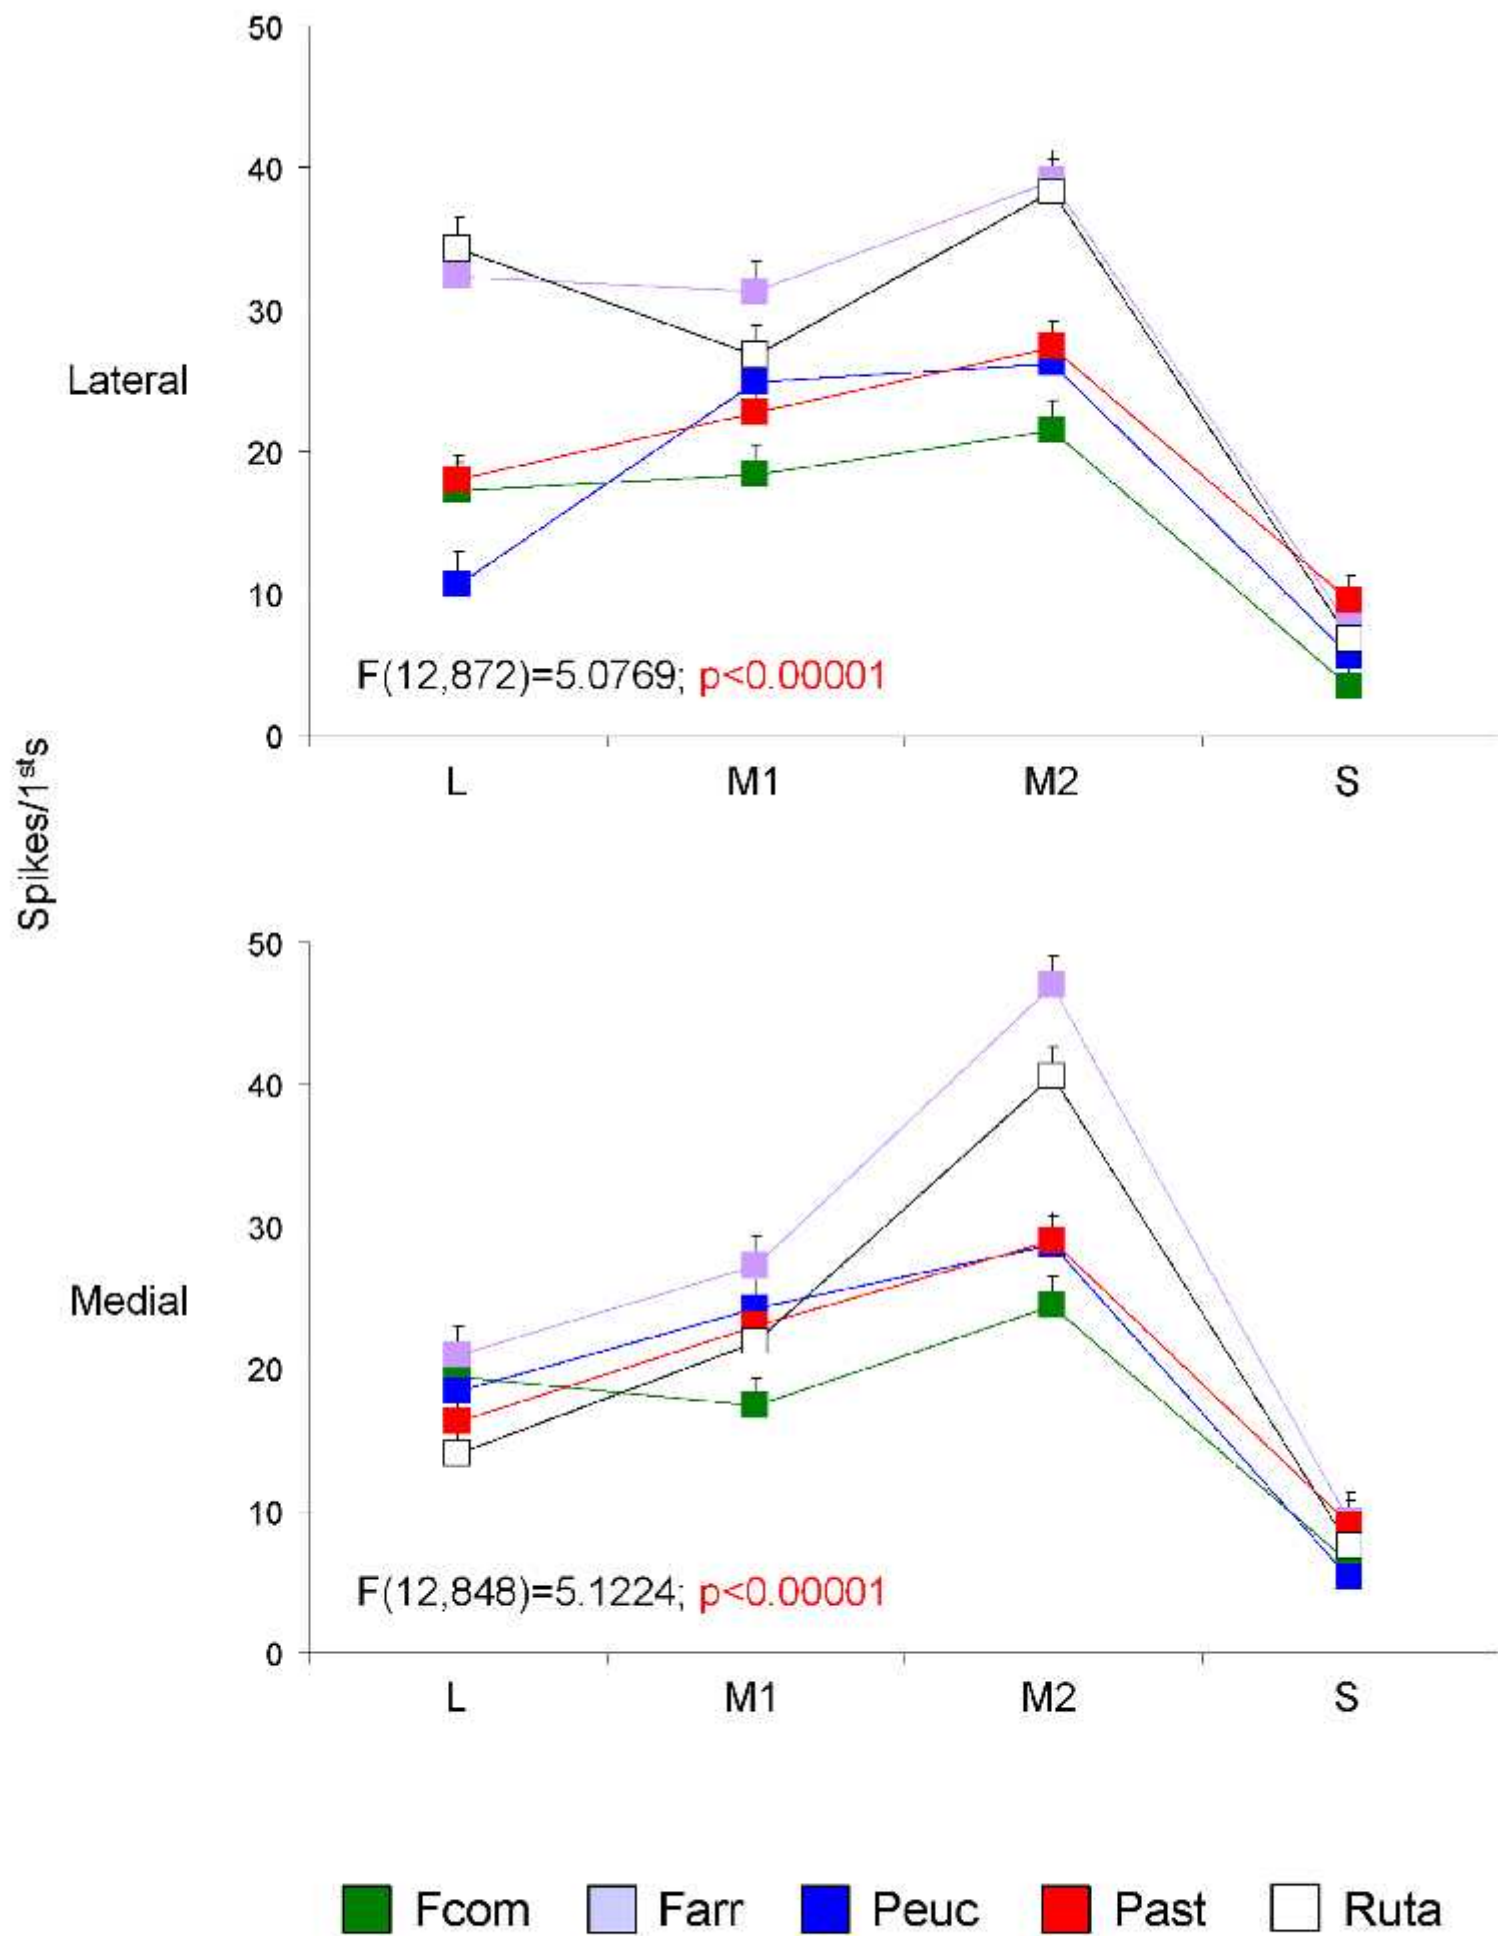 50
40
30
20
10
0
Lateral
F(12,872)=5.0769; p<0.00001
L M1 M2 S
Spikes/1sts
50
40
30
20
10
0
Medial
F(12,848)=5.1224; p<0.00001
L M1 M2 S
Fcom Farr Peuc Past Ruta